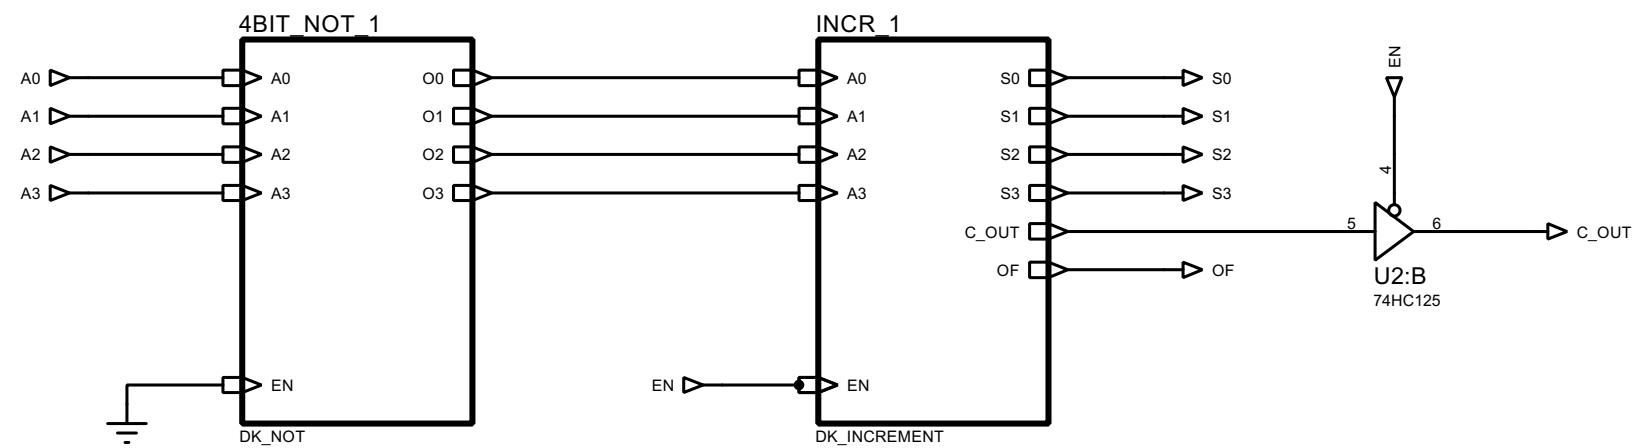 4BIT_NOT_1
INCR_1
EN
A0 A0 O0 A0 S0 S0
A1 A1 O1 A1 S1 S1
A2 A2 O2 A2 S2 S2
4
A3 A3 O3 A3 S3 S3
C_OUT 5 6 C_OUT
OF OF
U2:B
74HC125
EN EN EN
DK_NOT
DK_INCREMENT